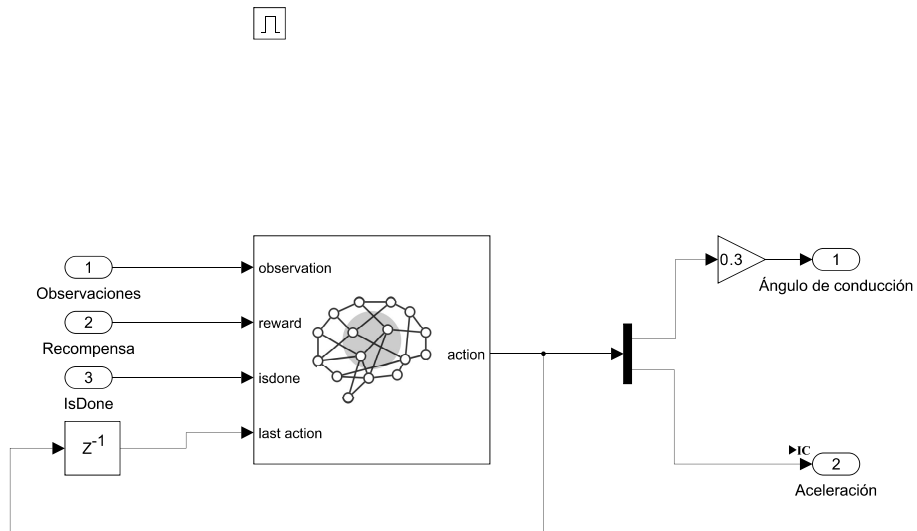 1
observation
0.3
1
Observaciones
Ángulo de conducción
2
reward
Recompensa
action
3
isdone
IsDone
Z-1
last action
IC
2
Aceleración